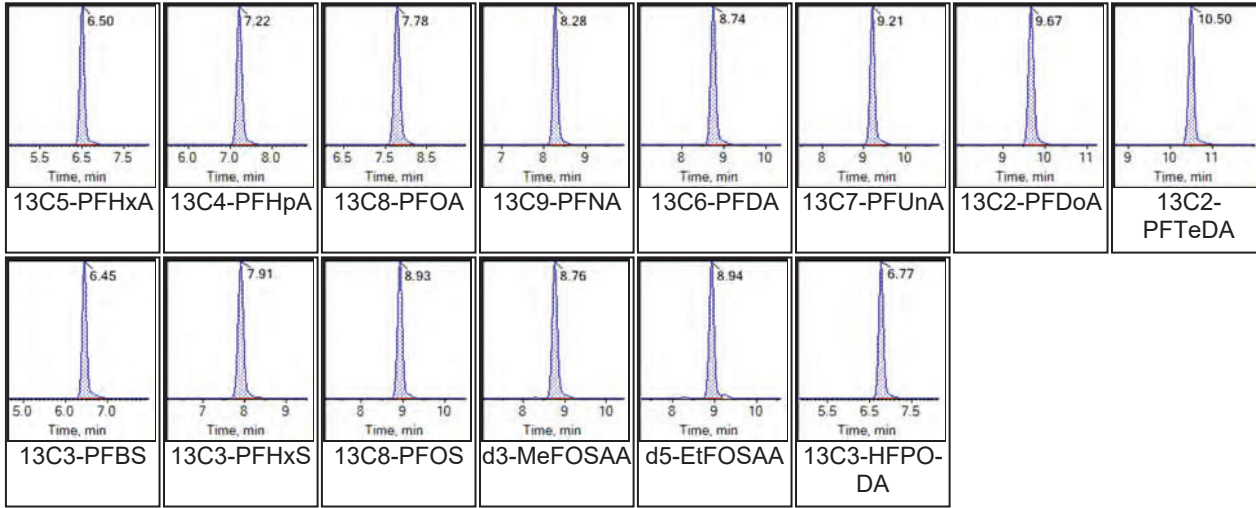 6.50 7.22 7.78 8.28 8.74 9.21 9.67 10.50
5.5 6.5 7.5 6.0 7.0 8.0 6.5 7.5 8.5 7 8 9 8 9 10 8 9 10 9 10 11 9 10 11
Time, min Time, min Time, min Time, min Time, min Time, min Time, min Time, min
13C5-PFHxA 13C4-PFHpA 13C8-PFOA 13C9-PFNA 13C6-PFDA 13C7-PFUnA 13C2-PFDoA 13C2-
PFTeDA
6.45 7.91 8.93 8.76 8.94 6.77
5.0 6.0 7.0 7 8 9 8 9 10 8 9 10 8 9 10 5.5 6.5 7.5
Time, min Time, min Time, min Time, min Time, min Time, min
13C3-PFBS 13C3-PFHxS 13C8-PFOS d3-MeFOSAA d5-EtFOSAA 13C3-HFPO-
DA